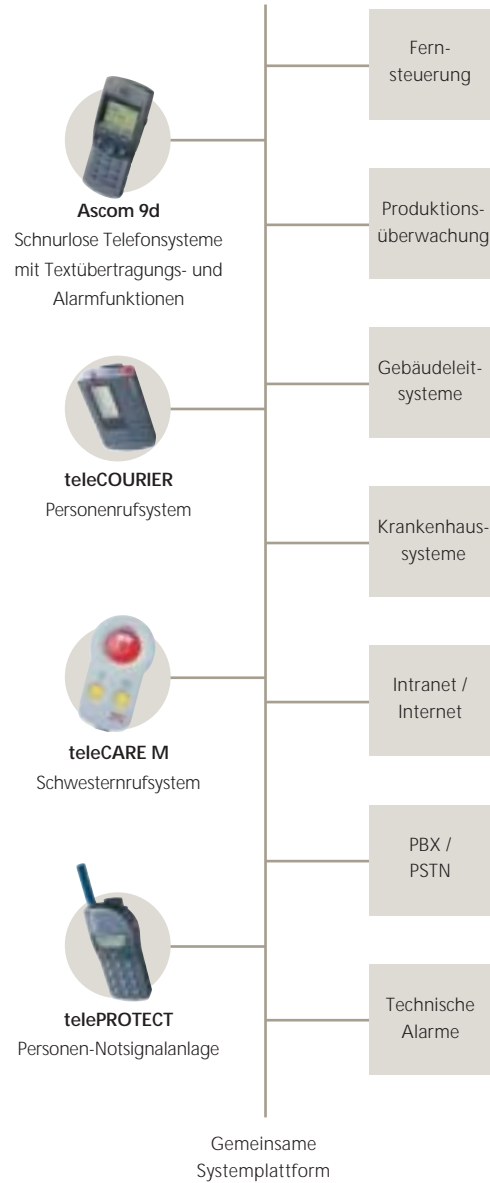 Ascom 9d
Schnurlose Telefonsysteme
mit Textübertragungs- und
Alarmfunktionen
teleCOURIER
Personenrufsystem
teleCARE M
Schwesternrufsystem
telePROTECT
Personen-Notsignalanlage
Fern-
steuerung
Produktions-
überwachung
Gebäudeleit-
systeme
Krankenhaus-
systeme
Intranet /
Internet
PBX /
PSTN
Technische
Alarme
Gemeinsame
Systemplattform